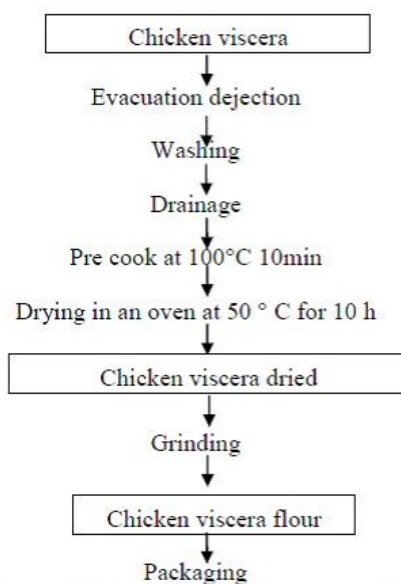 Chicken viscera
Evacuation dejection
Washing
Drainage
Pre cook at 100°C 10min
Drying in an oven at 50 ° C for 10 h
Chicken viscera dried
Grinding
Chicken viscera flour
Packaging